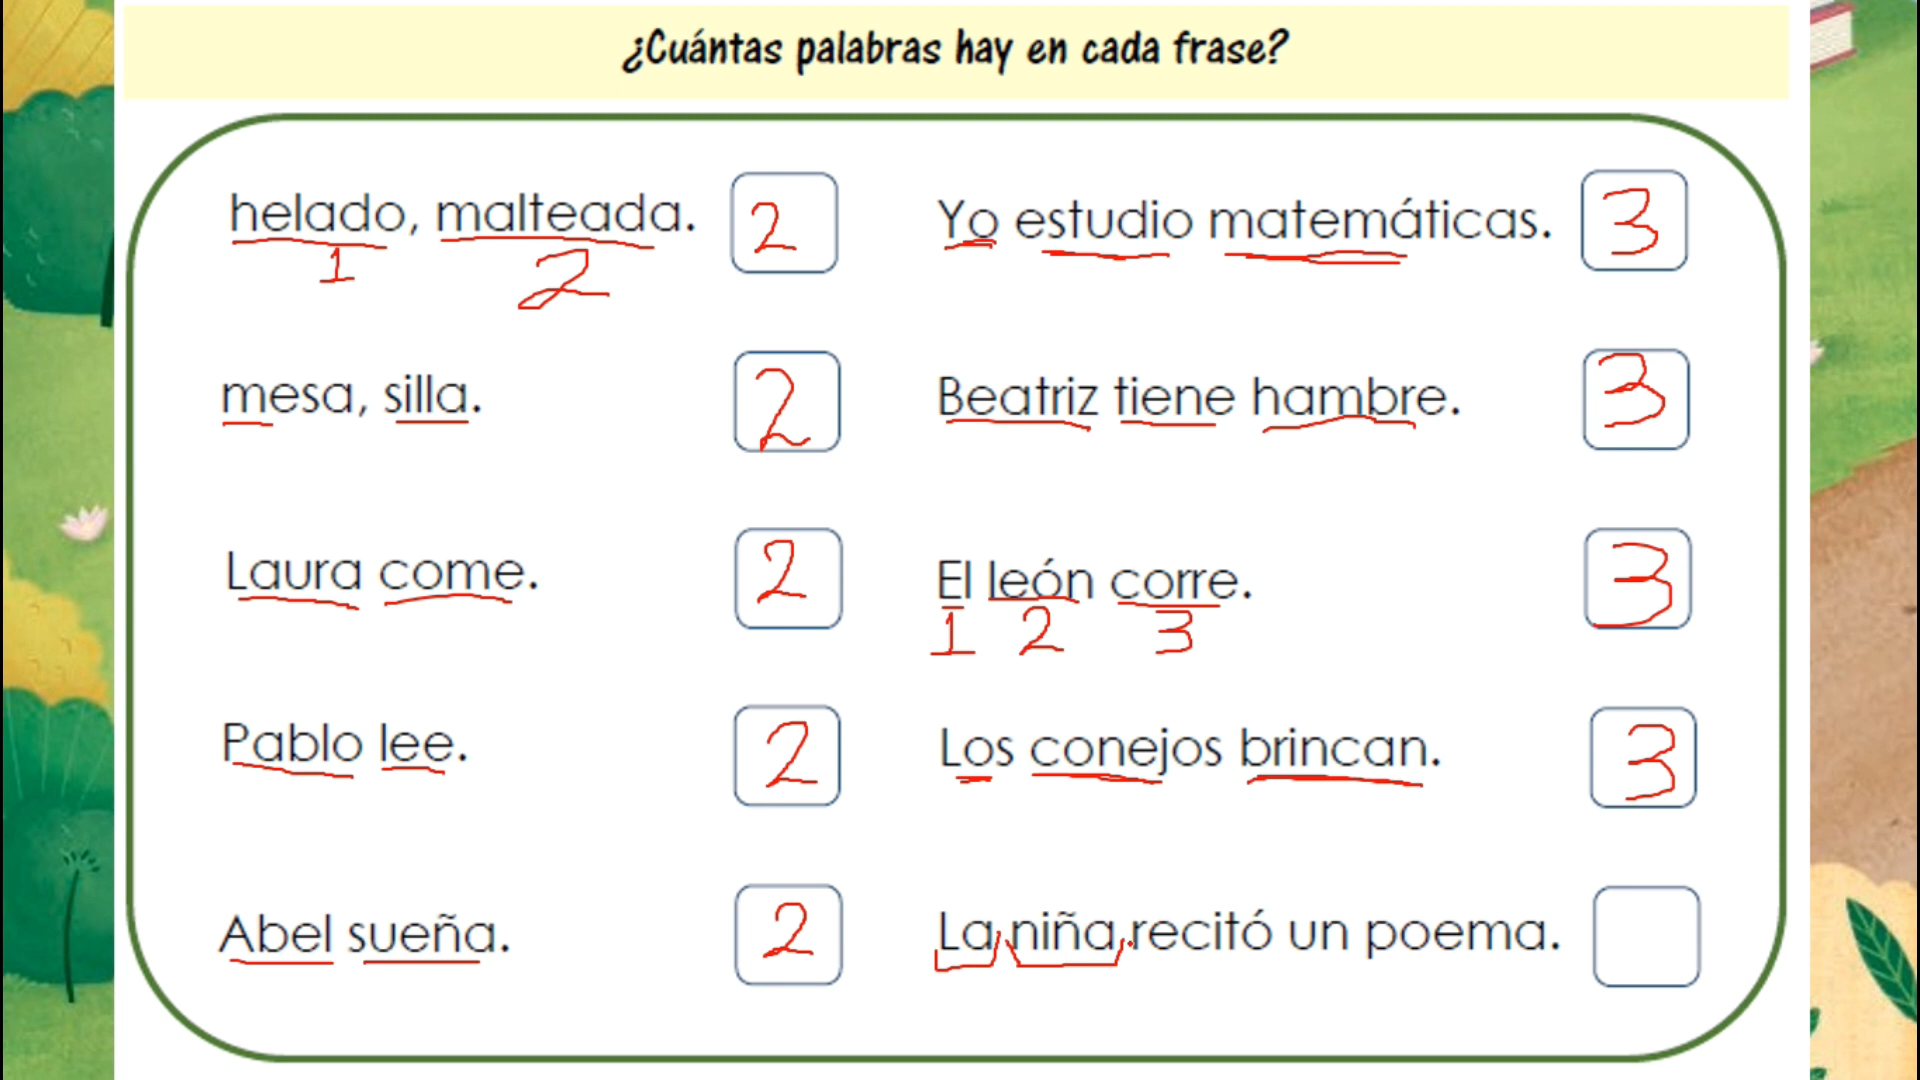 ¿Cuántas palabras hay en cada frase?
helado, malteada. 2
1 2
mesa, silla. 2
Laura come. 2
Pablo lee. 2
Abel sueña. 2
Yo estudio matemáticas. 3
Beatriz tiene hambre. 3
El león corre. 3
1 2 3
Los conejos brincan. 3
La niña recitó un poema.